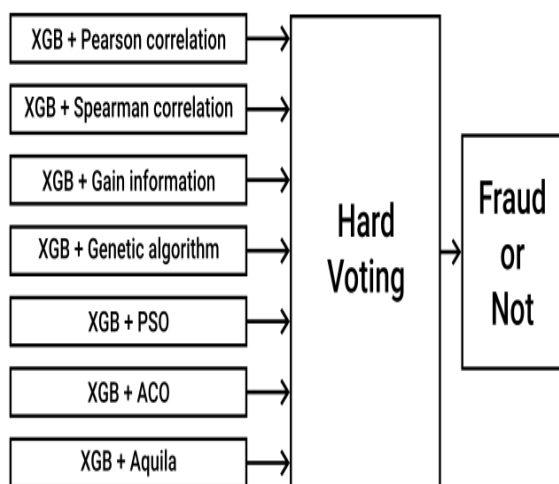 XGB + Pearson correlation
XGB + Spearman correlation
XGB + Gain information
XGB + Genetic algorithm
XGB + PSO
XGB + ACO
XGB + Aquila
Hard
Voting
Fraud
or
Not